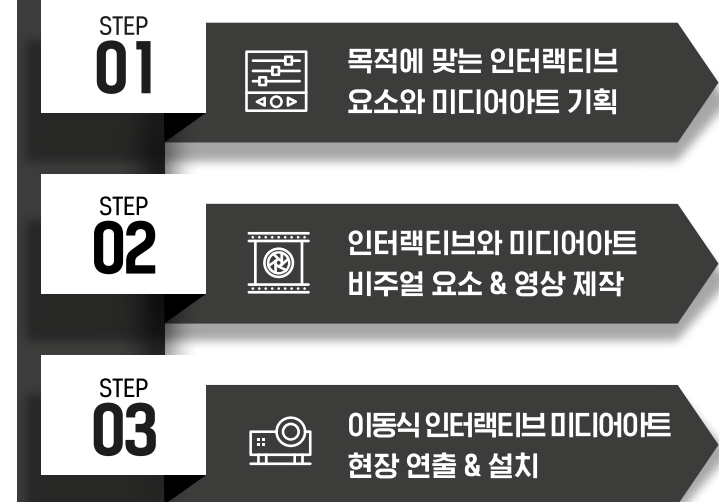 STEP
01
목적에 맞는 인터랙티브
요소와 미디어아트 기획
STEP
02
인터랙티브와 미디어아트
비주얼 요소 & 영상 제작
STEP
03
이동식 인터랙티브 미디어아트
현장 연출 & 설치